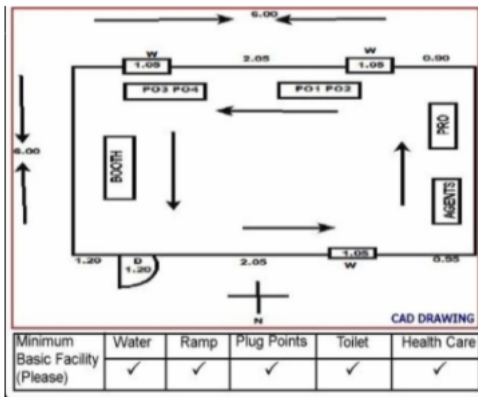 6.00
W
W
1.05
2.05
1.05
0.90
PO3 PO4
PO1 PO2
PRO
6.00
BOOTH
AGENTS
1.20
D
1.20
2.05
1.05
0.95
W
N
CAD DRAWING
Minimum Basic Facility (Please)
Water
Ramp
Plug Points
Toilet
Health Care
✓ ✓ ✓ ✓ ✓